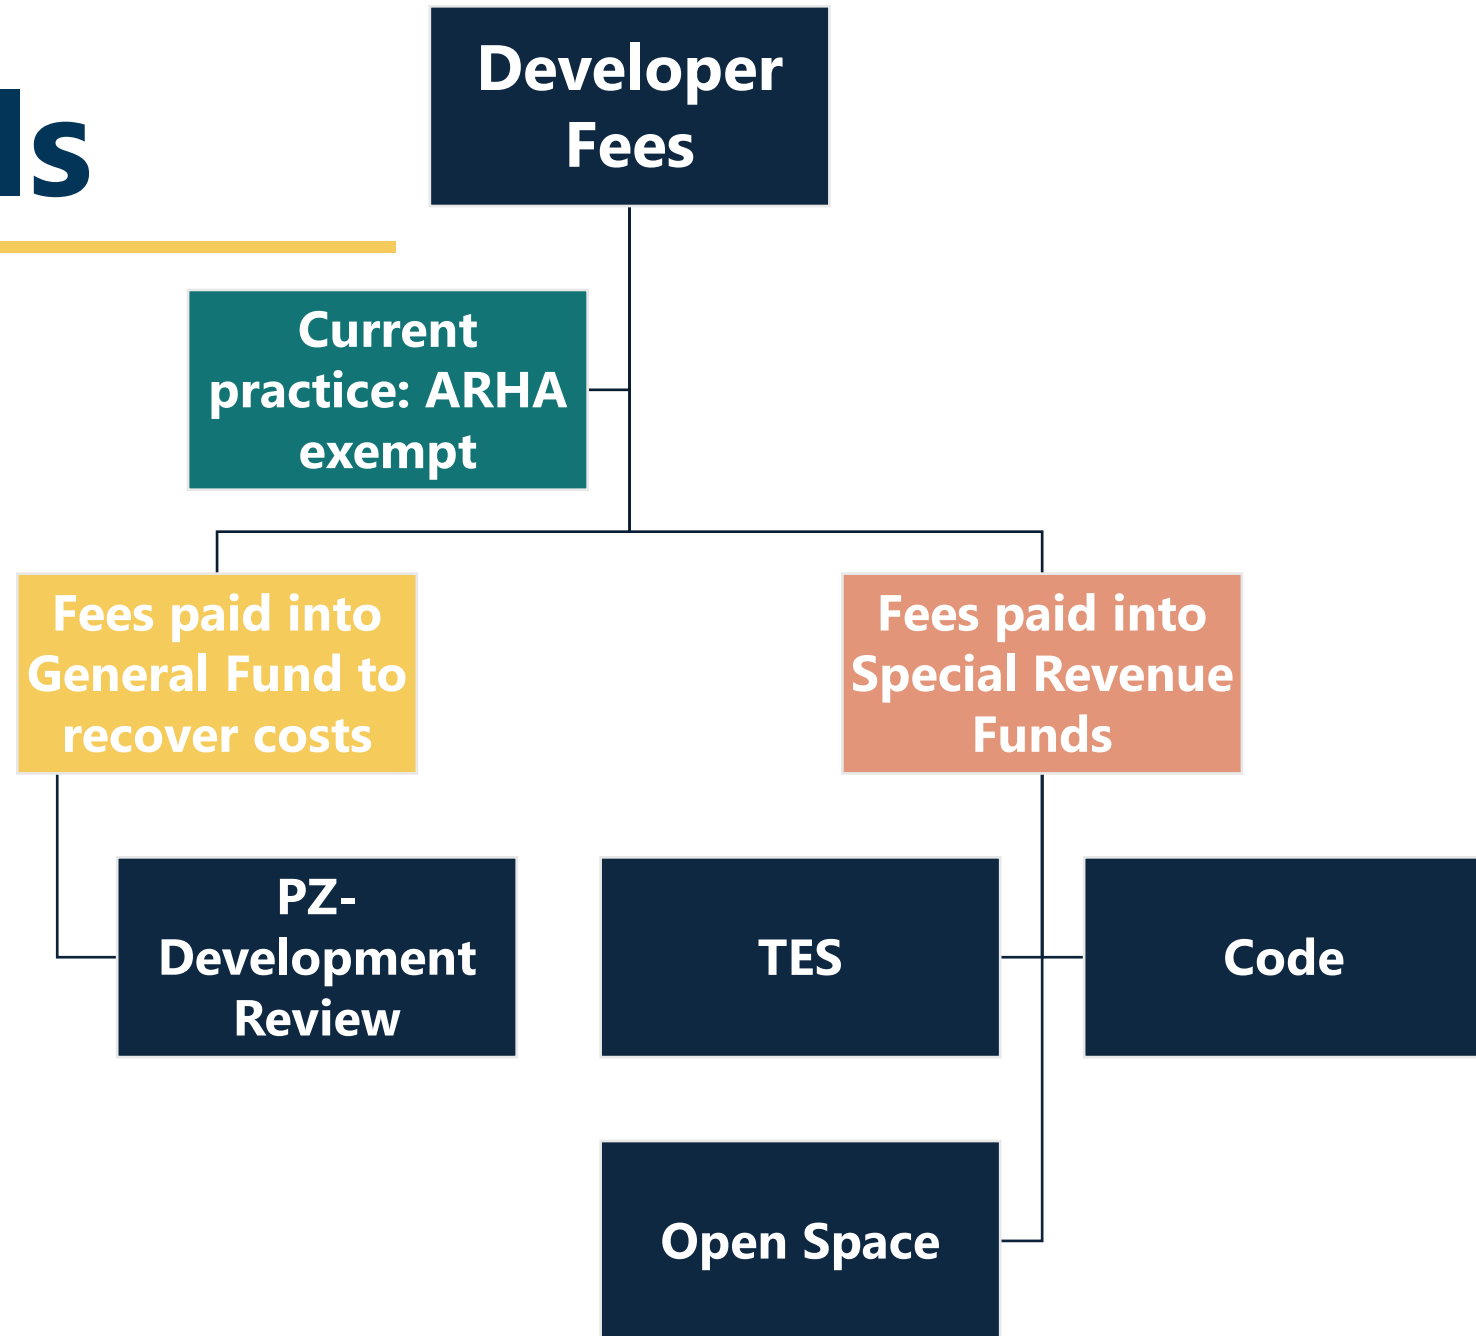 ls
Developer
Fees
Current
practice: ARHA
exempt
Fees paid into
General Fund to
recover costs
Fees paid into
Special Revenue
Funds
PZ-
Development
Review
TES
Code
Open Space